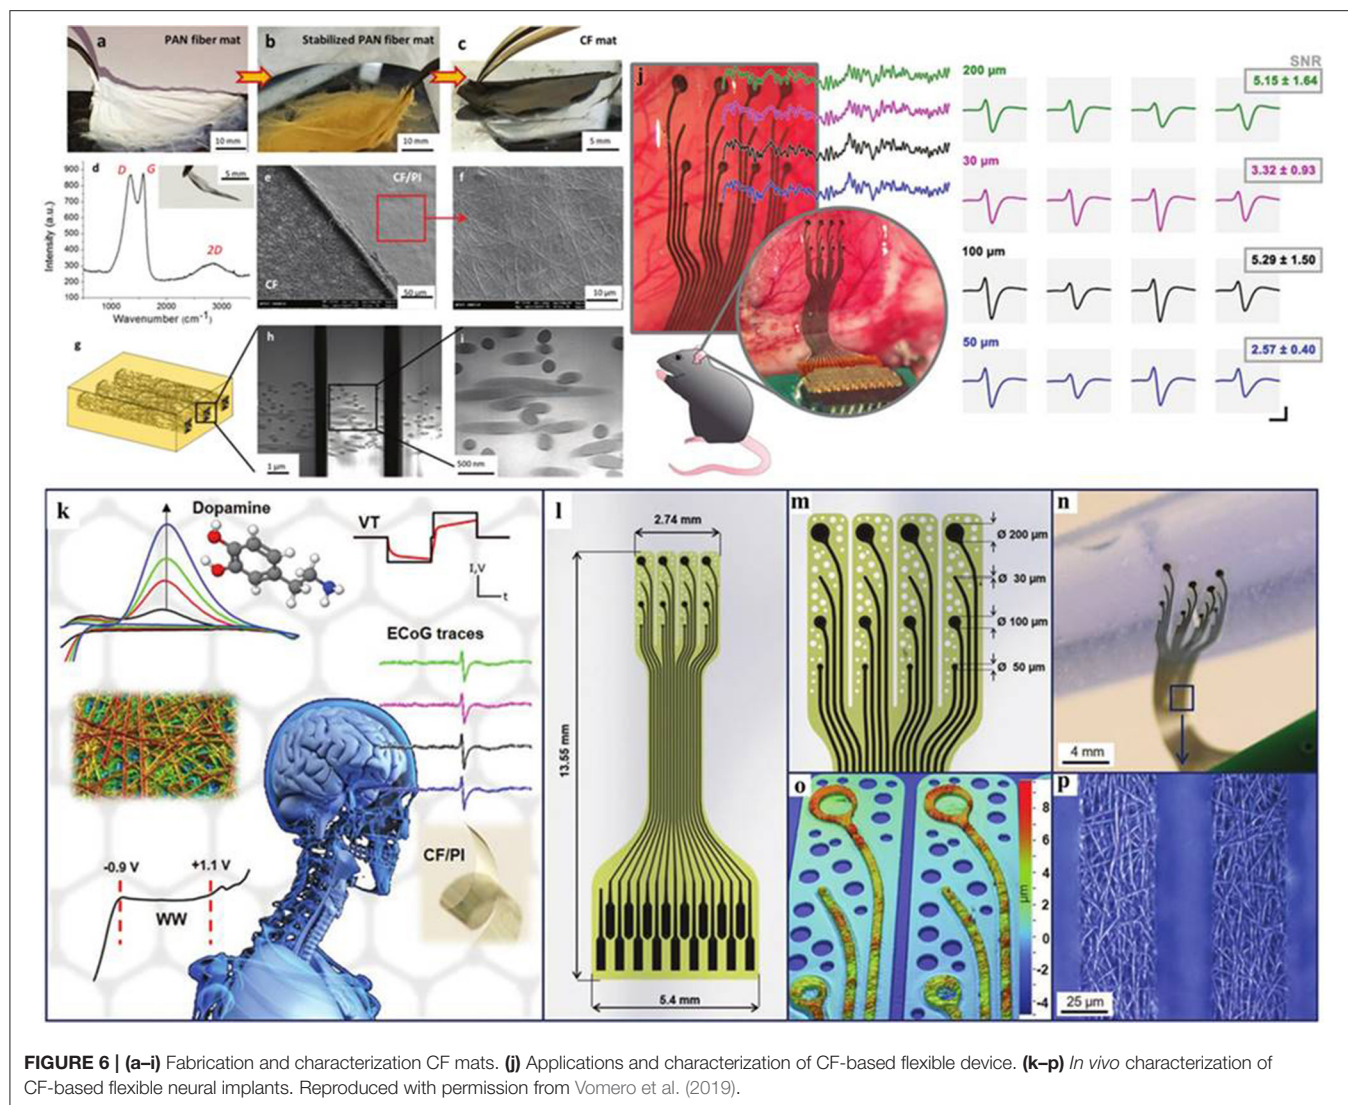 a PAN fiber mat
10 mm
b Stabilized PAN fiber mat
10 mm
c CF mat
5 mm
d
D G
2D
5 mm
900
800
700
600
500
400
300
200
100
Intensity (a.u.)
1000 2000 3000
Wavenumber (cm⁻¹)
e CF/PI
CF
50 µm
f
10 µm
g
h
1 µm
i
500 nm
j
SNR
200 µm
5.15 ± 1.64
30 µm
3.32 ± 0.93
100 µm
5.29 ± 1.50
50 µm
2.57 ± 0.40
k
Dopamine
VT
I,V
t
ECoG traces
-0.9 V
+1.1 V
WW
CF/PI
l
2.74 mm
13.55 mm
5.4 mm
m
Ø 200 µm
Ø 30 µm
Ø 100 µm
Ø 50 µm
n
4 mm
o
8
6
µm
2
0
-2
-4
p
25 µm
FIGURE 6 | (a–i) Fabrication and characterization CF mats. (j) Applications and characterization of CF-based flexible device. (k–p) In vivo characterization of
CF-based flexible neural implants. Reproduced with permission from Vomero et al. (2019).